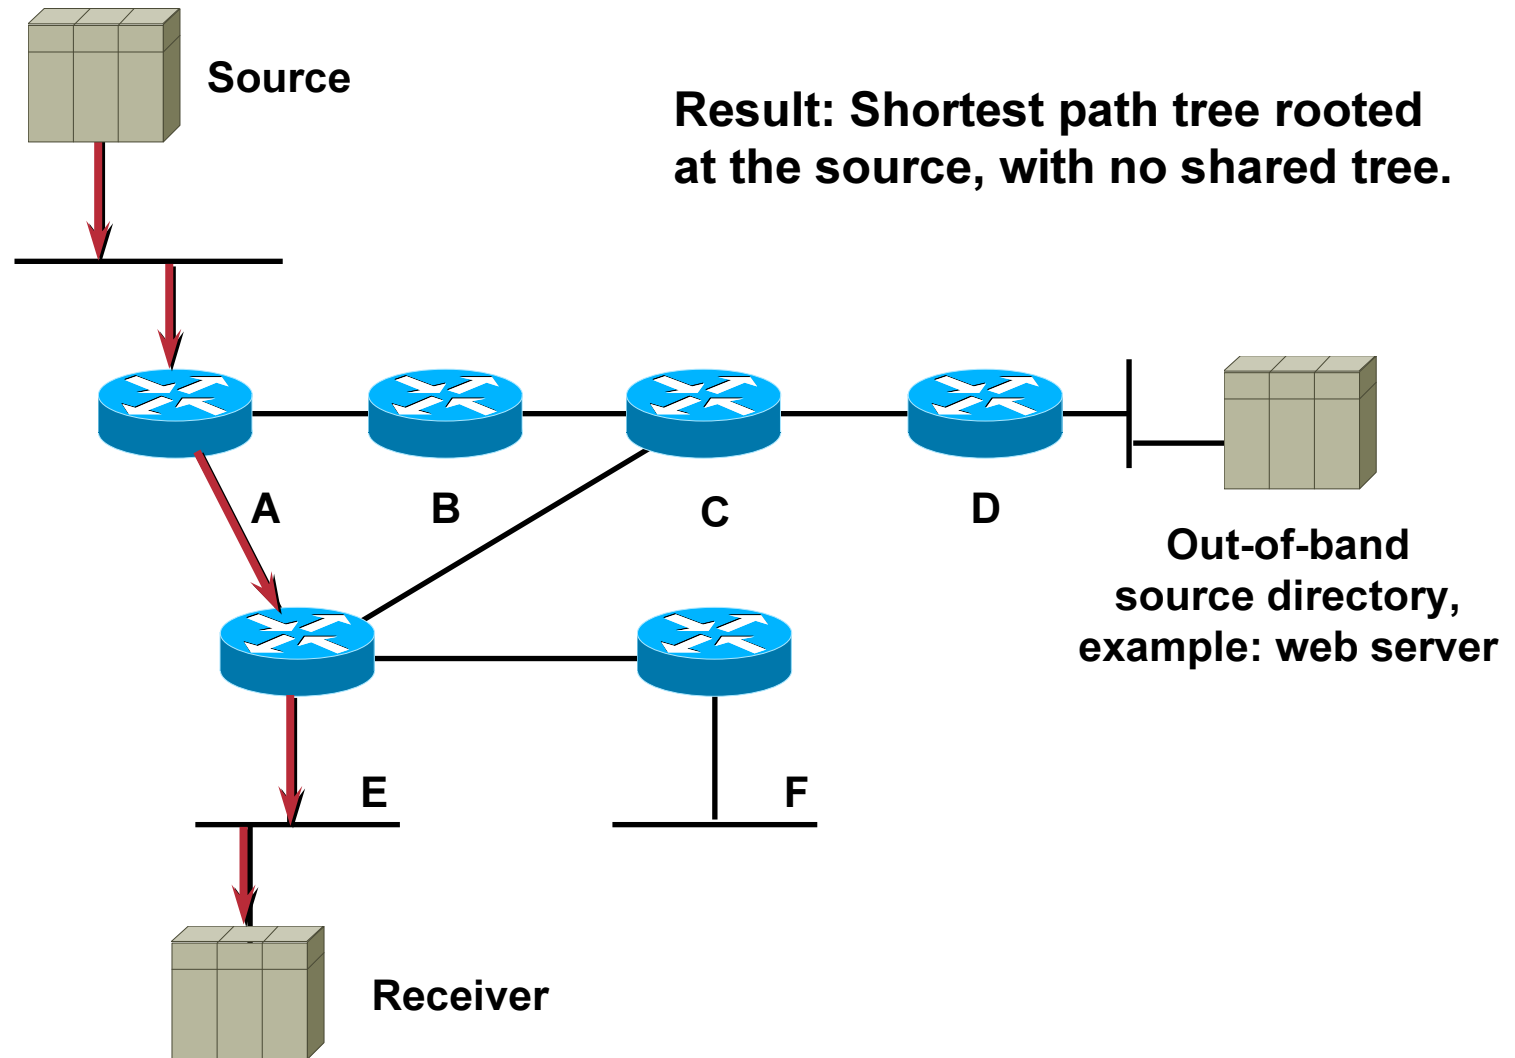 Source
Result: Shortest path tree rooted
at the source, with no shared tree.
A
B
C
D
Out-of-band
source directory,
example: web server
E
F
Receiver